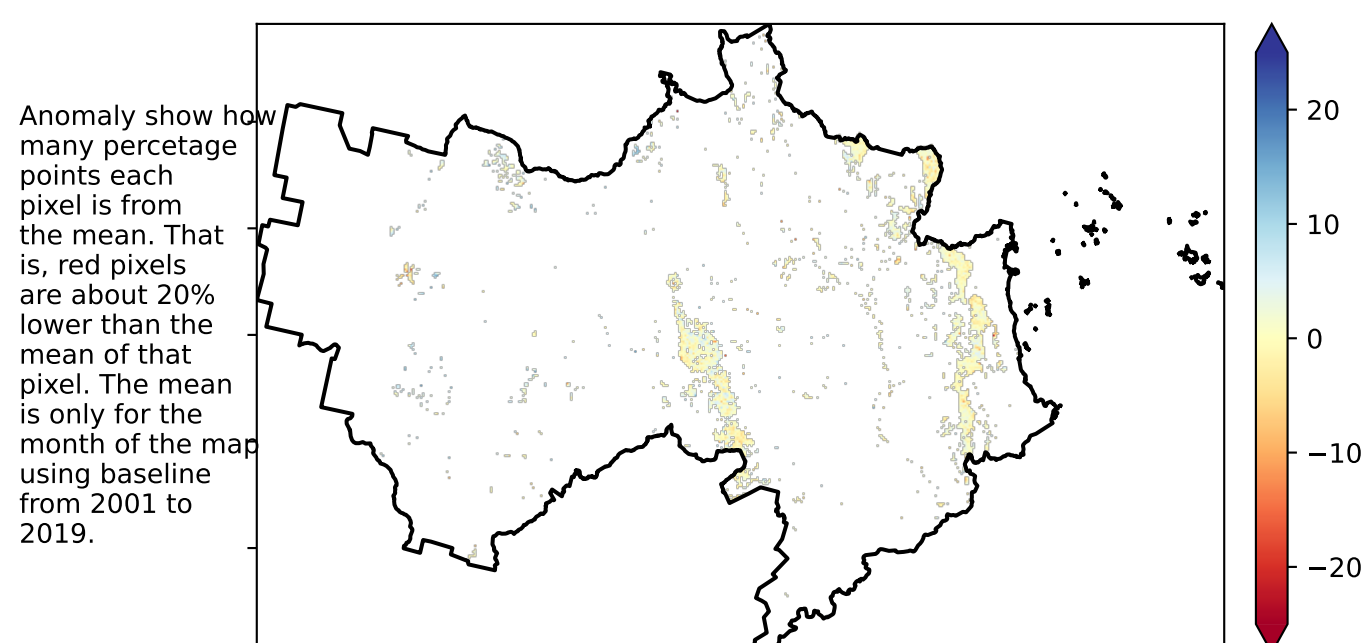 Anomaly show how
many percetage
points each
pixel is from
the mean. That
is, red pixels
are about 20%
lower than the
mean of that
pixel. The mean
is only for the
month of the map
using baseline
from 2001 to
2019.
20
10
0
−10
−20